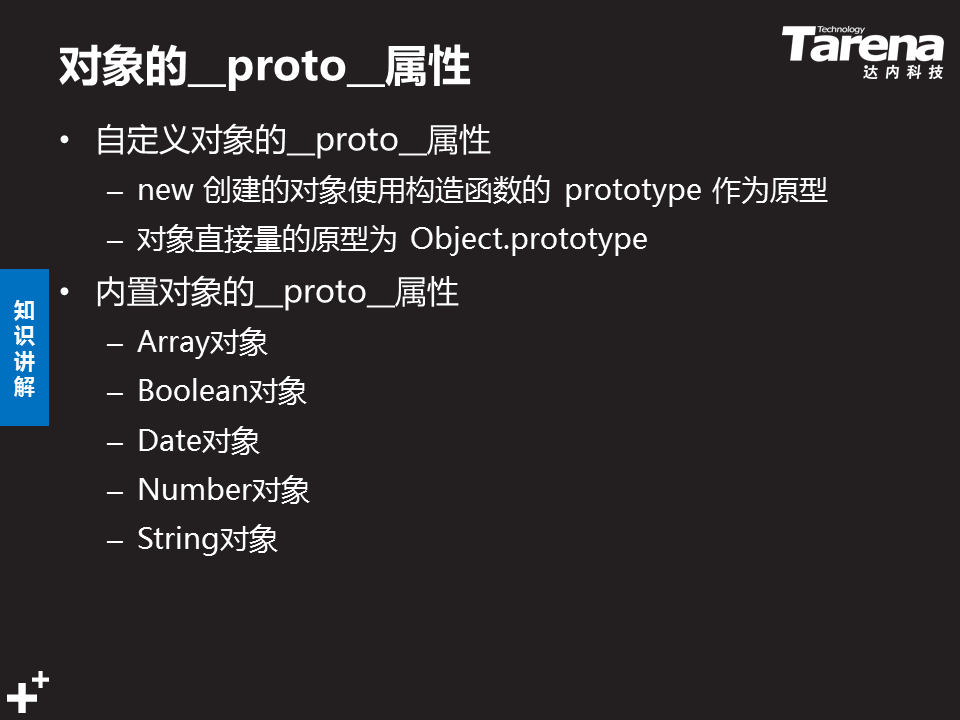 对象的__proto__属性
Technology
Tarena
达内科技
• 自定义对象的__proto__属性
– new 创建的对象使用构造函数的 prototype 作为原型
– 对象直接量的原型为 Object.prototype
• 内置对象的__proto__属性
– Array对象
– Boolean对象
– Date对象
– Number对象
– String对象
知识讲解